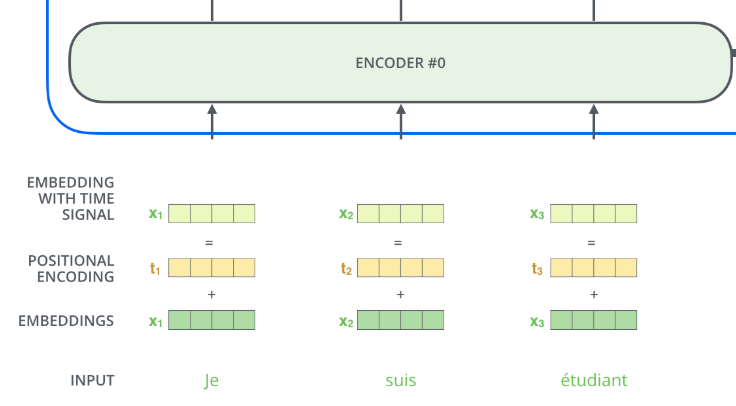 ENCODER #0
EMBEDDING
WITH TIME
SIGNAL
x₁ x₂ x₃
= = =
POSITIONAL
ENCODING
t₁ t₂ t₃
+ + +
EMBEDDINGS x₁ x₂ x₃
INPUT Je suis étudiant